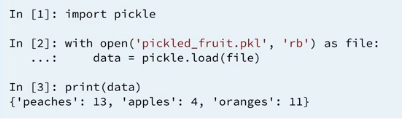 In [1]: import pickle
In [2]: with open('pickled_fruit.pkl', 'rb') as file:
   ...:     data = pickle.load(file)
In [3]: print(data)
{'peaches': 13, 'apples': 4, 'oranges': 11}